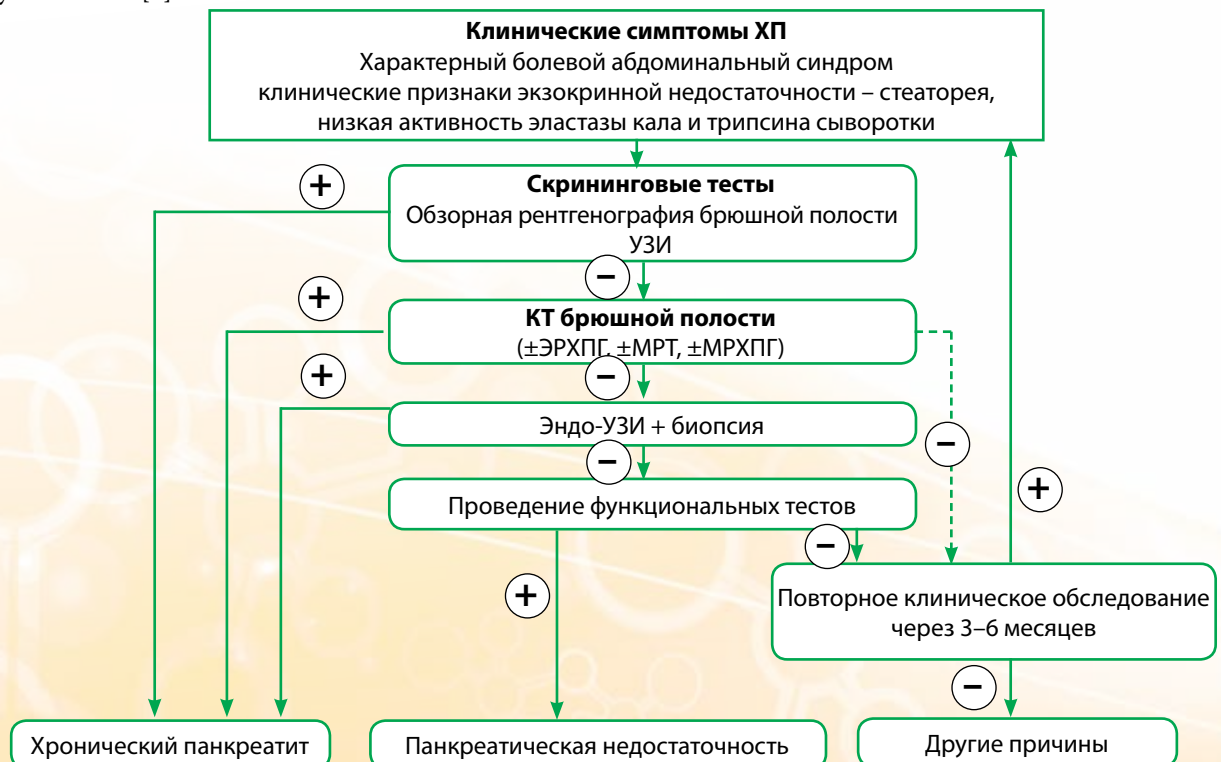 Клинические симптомы ХП
Характерный болевой абдоминальный синдром
клинические признаки экзокринной недостаточности – стеаторея,
низкая активность эластазы кала и трипсина сыворотки
+
Скрининговые тесты
Обзорная рентгенография брюшной полости
УЗИ
−
+
КТ брюшной полости
(±ЭРХПГ, ±МРТ, ±МРХПГ)
−
+
Эндо-УЗИ + биопсия
−
−
+
Проведение функциональных тестов
−
+
Повторное клиническое обследование
через 3–6 месяцев
−
Хронический панкреатит
Панкреатическая недостаточность
Другие причины